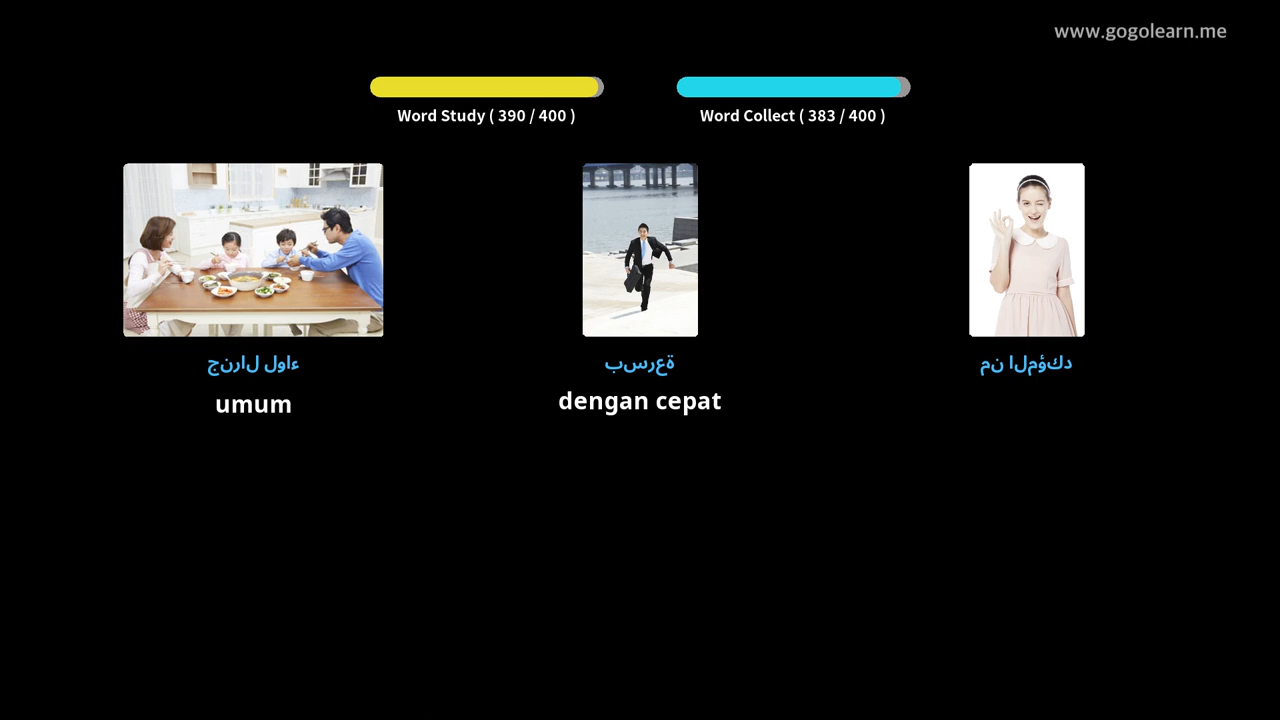 www.gogolearn.me
Word Study ( 390 / 400 )
Word Collect ( 383 / 400 )
جنرال لواء
بسرعة
من المؤكد
umum
dengan cepat